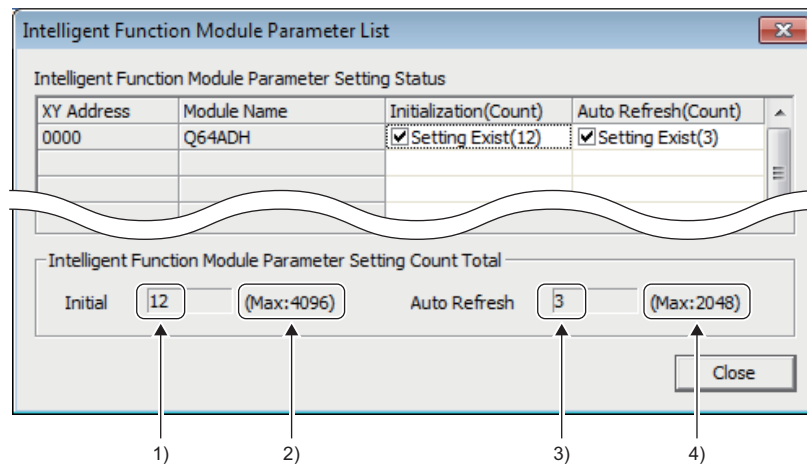 Intelligent Function Module Parameter List
Intelligent Function Module Parameter Setting Status
XY Address Module Name Initialization(Count) Auto Refresh(Count)
0000 Q64ADH Setting Exist(12) Setting Exist(3)
Intelligent Function Module Parameter Setting Count Total
Initial 12 (Max:4096) Auto Refresh 3 (Max:2048)
Close
1) 2) 3) 4)